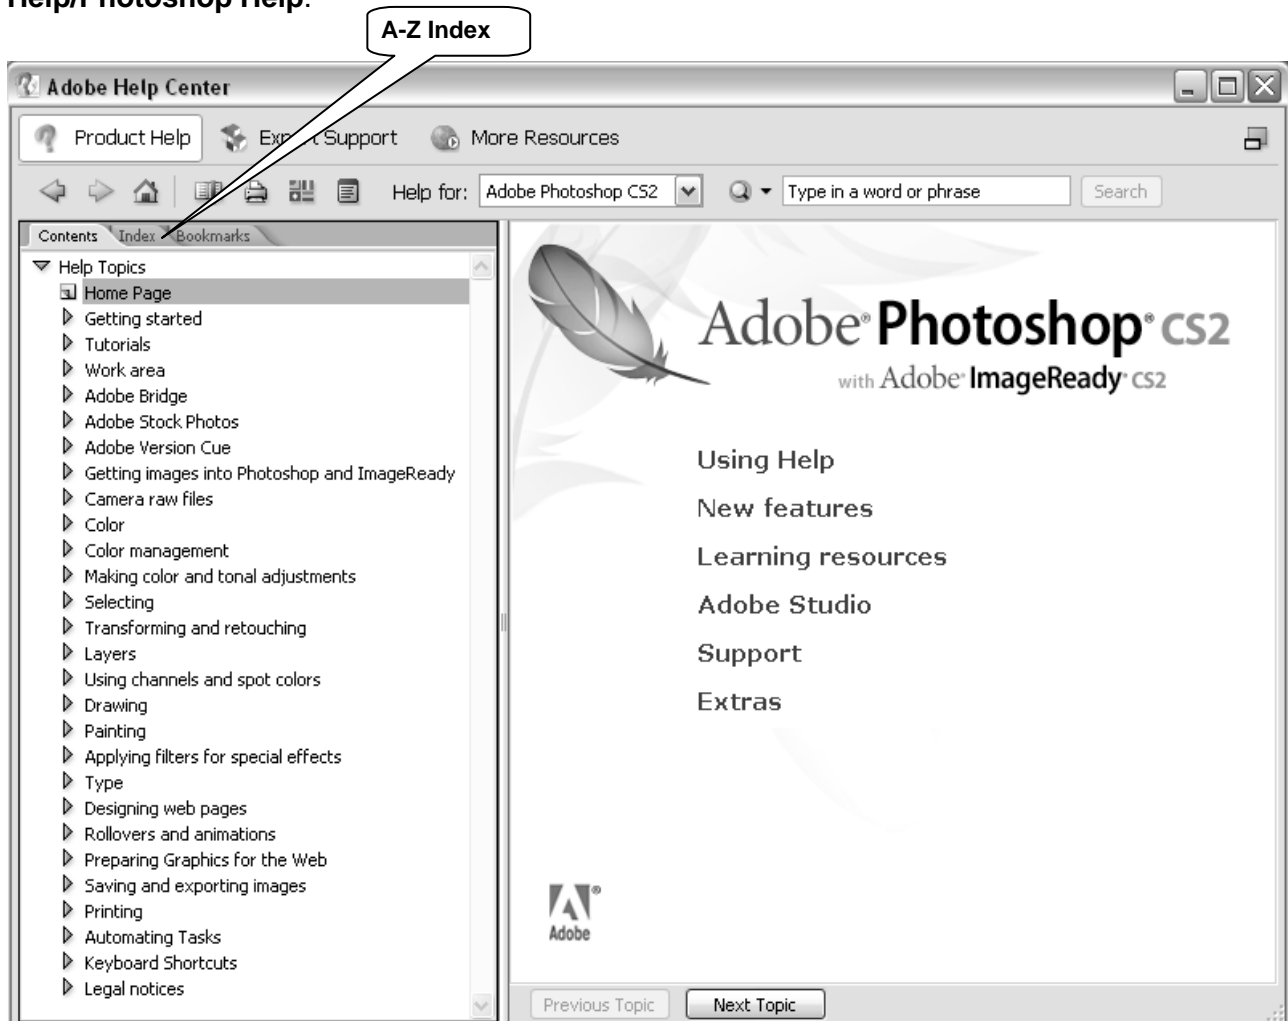 Help/Photoshop Help.
A-Z Index
Adobe Help Center
Product Help Expert Support More Resources
Help for: Adobe Photoshop CS2 Type in a word or phrase Search
Contents Index Bookmarks
Help Topics
Home Page
Getting started
Tutorials
Work area
Adobe Bridge
Adobe Stock Photos
Adobe Version Cue
Getting images into Photoshop and ImageReady
Camera raw files
Color
Color management
Making color and tonal adjustments
Selecting
Transforming and retouching
Layers
Using channels and spot colors
Drawing
Painting
Applying filters for special effects
Type
Designing web pages
Rollovers and animations
Preparing Graphics for the Web
Saving and exporting images
Printing
Automating Tasks
Keyboard Shortcuts
Legal notices
Adobe® Photoshop® CS2
with Adobe® ImageReady® CS2
Using Help
New features
Learning resources
Adobe Studio
Support
Extras
Adobe®
Previous Topic Next Topic